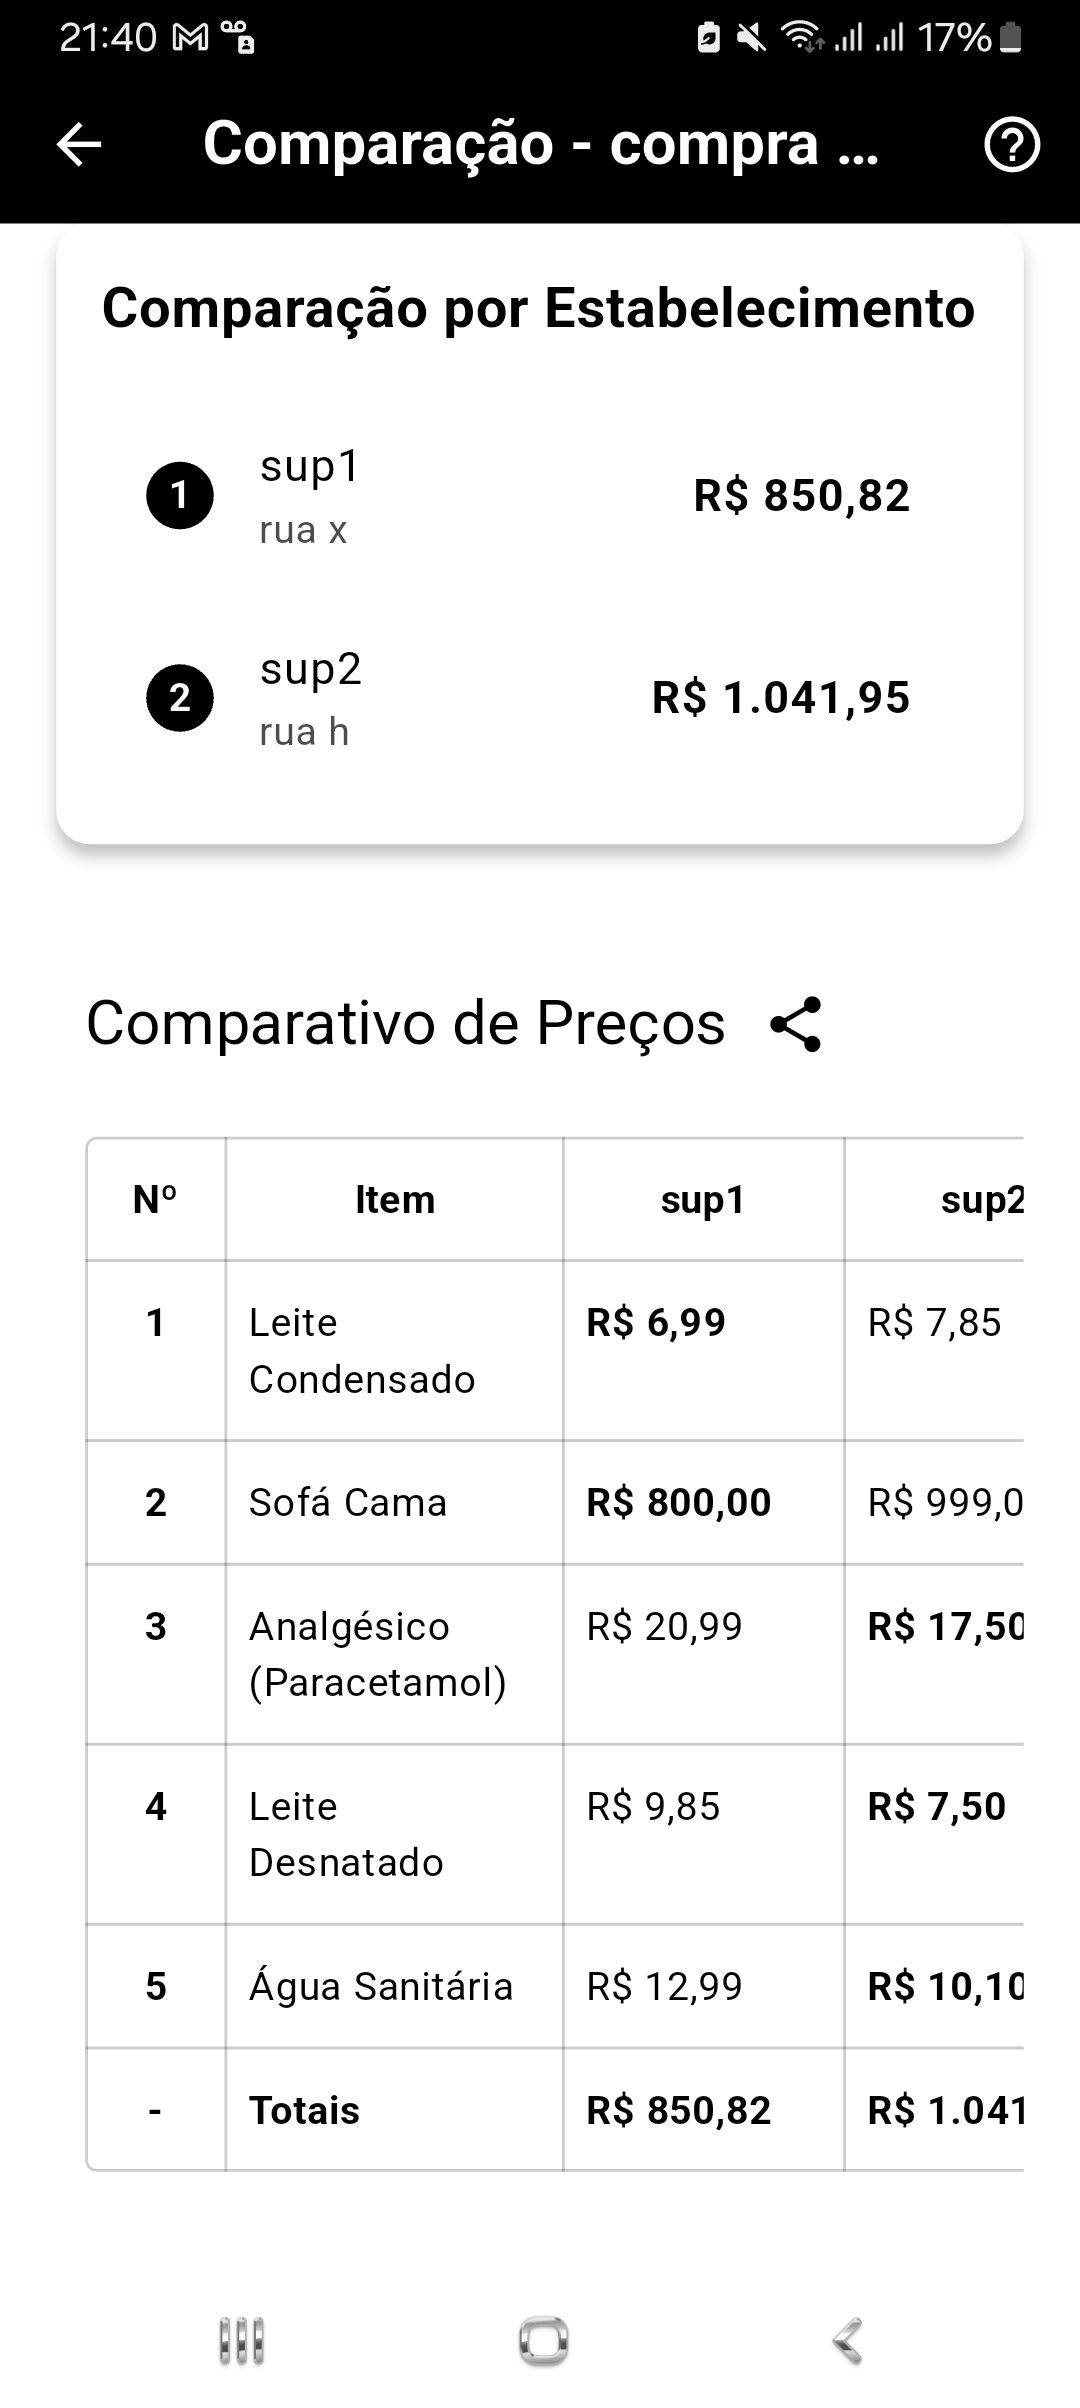 21:40 17%
Comparação - compra ...
Comparação por Estabelecimento
1 sup1 R$ 850,82
rua x
2 sup2 R$ 1.041,95
rua h
Comparativo de Preços
Nº Item sup1 sup2
1 Leite R$ 6,99 R$ 7,85
Condensado
2 Sofá Cama R$ 800,00 R$ 999,0
3 Analgésico R$ 20,99 R$ 17,50
(Paracetamol)
4 Leite R$ 9,85 R$ 7,50
Desnatado
5 Água Sanitária R$ 12,99 R$ 10,10
- Totais R$ 850,82 R$ 1.041